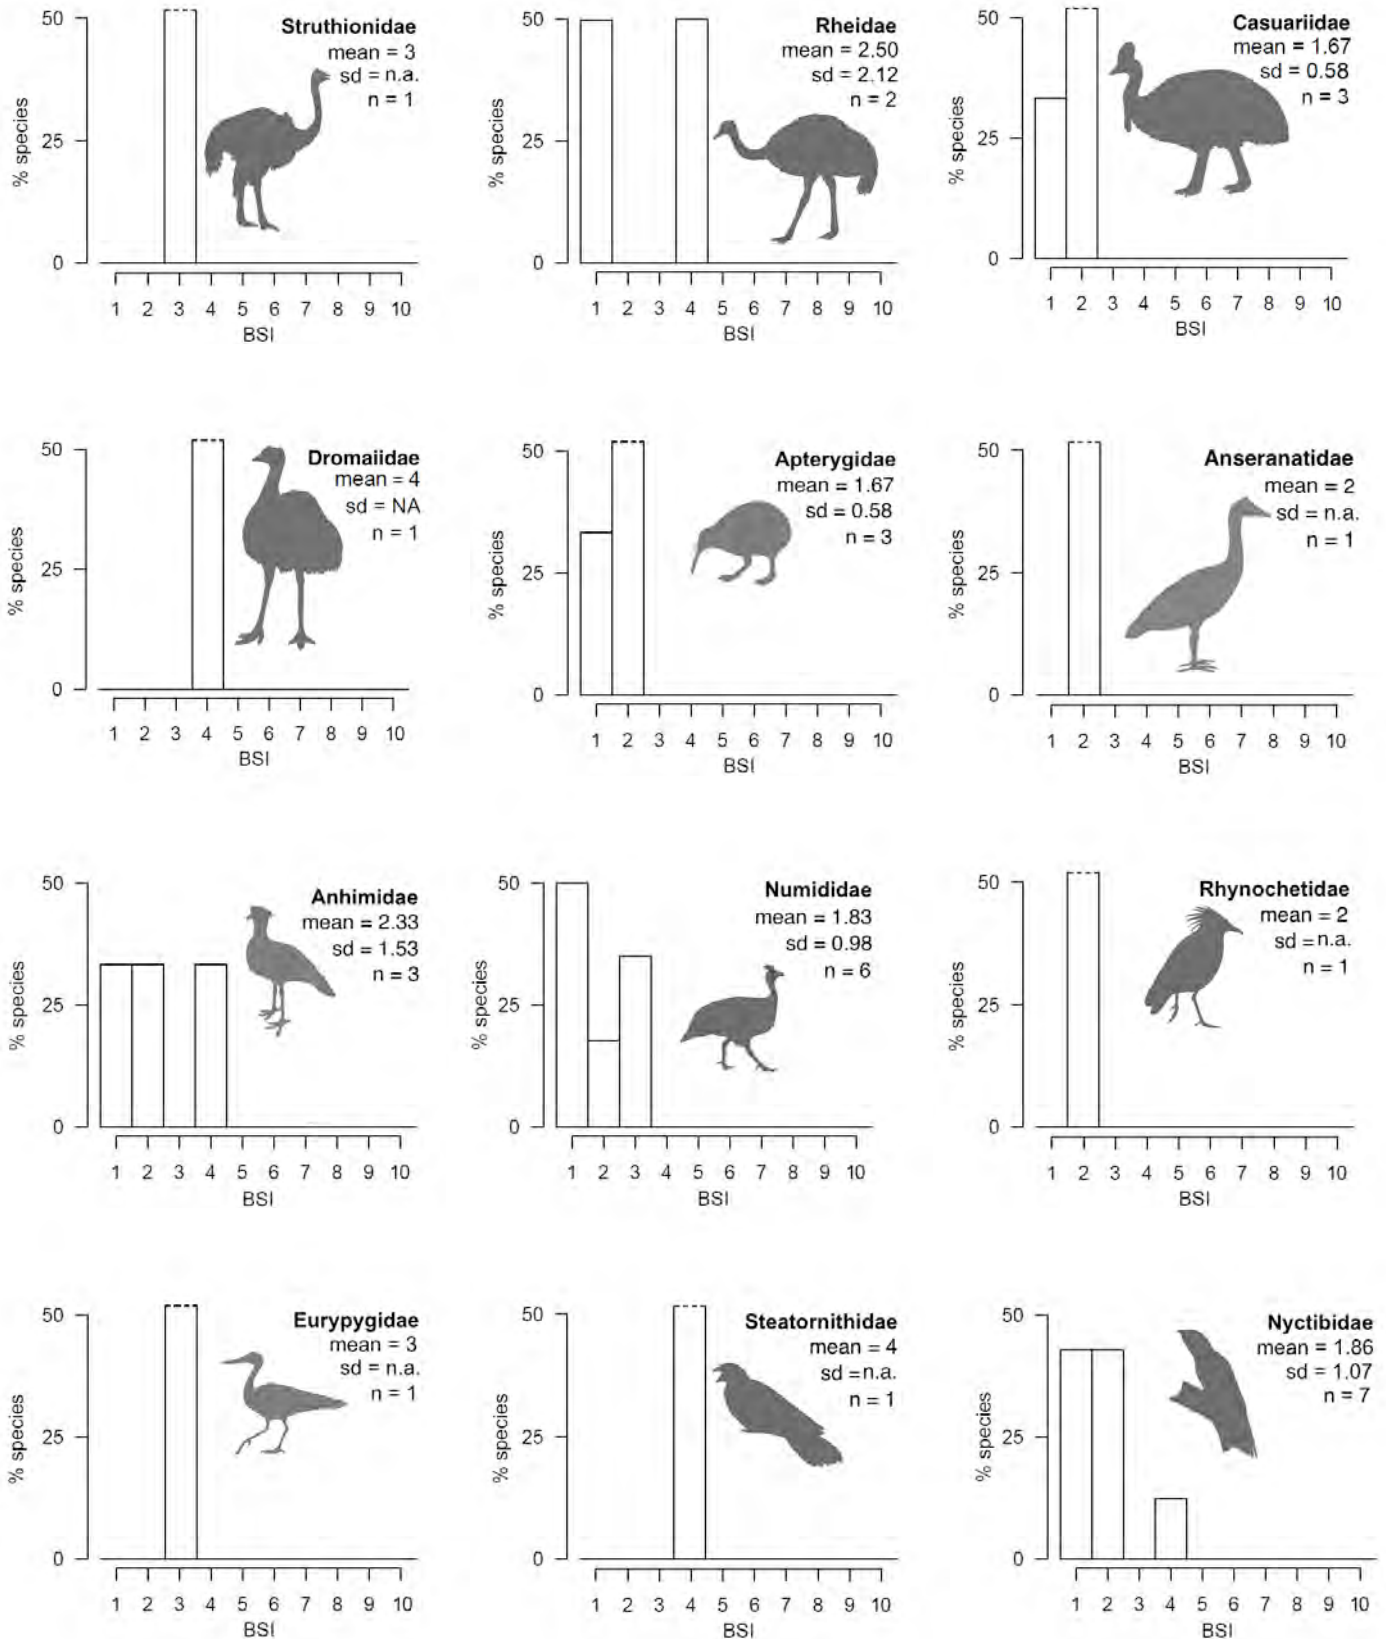 Struthionidae
mean = 3
sd = n.a.
n = 1
50
25
0
% species
1 2 3 4 5 6 7 8 9 10
BSI
Rheidae
mean = 2.50
sd = 2.12
n = 2
50
25
0
% species
1 2 3 4 5 6 7 8 9 10
BSI
Casuariidae
mean = 1.67
sd = 0.58
n = 3
50
25
0
% species
1 2 3 4 5 6 7 8 9 10
BSI
Dromaiidae
mean = 4
sd = NA
n = 1
50
25
0
% species
1 2 3 4 5 6 7 8 9 10
BSI
Apterygidae
mean = 1.67
sd = 0.58
n = 3
50
25
0
% species
1 2 3 4 5 6 7 8 9 10
BSI
Anseranatidae
mean = 2
sd = n.a.
n = 1
50
25
0
% species
1 2 3 4 5 6 7 8 9 10
BSI
Anhimidae
mean = 2.33
sd = 1.53
n = 3
50
25
0
% species
1 2 3 4 5 6 7 8 9 10
BSI
Numididae
mean = 1.83
sd = 0.98
n = 6
50
25
0
% species
1 2 3 4 5 6 7 8 9 10
BSI
Rhynochetidae
mean = 2
sd = n.a.
n = 1
50
25
0
% species
1 2 3 4 5 6 7 8 9 10
BSI
Eurypygidae
mean = 3
sd = n.a.
n = 1
50
25
0
% species
1 2 3 4 5 6 7 8 9 10
BSI
Steatornithidae
mean = 4
sd =n.a.
n = 1
50
25
0
% species
1 2 3 4 5 6 7 8 9 10
BSI
Nyctibidae
mean = 1.86
sd = 1.07
n = 7
50
25
0
% species
1 2 3 4 5 6 7 8 9 10
BSI